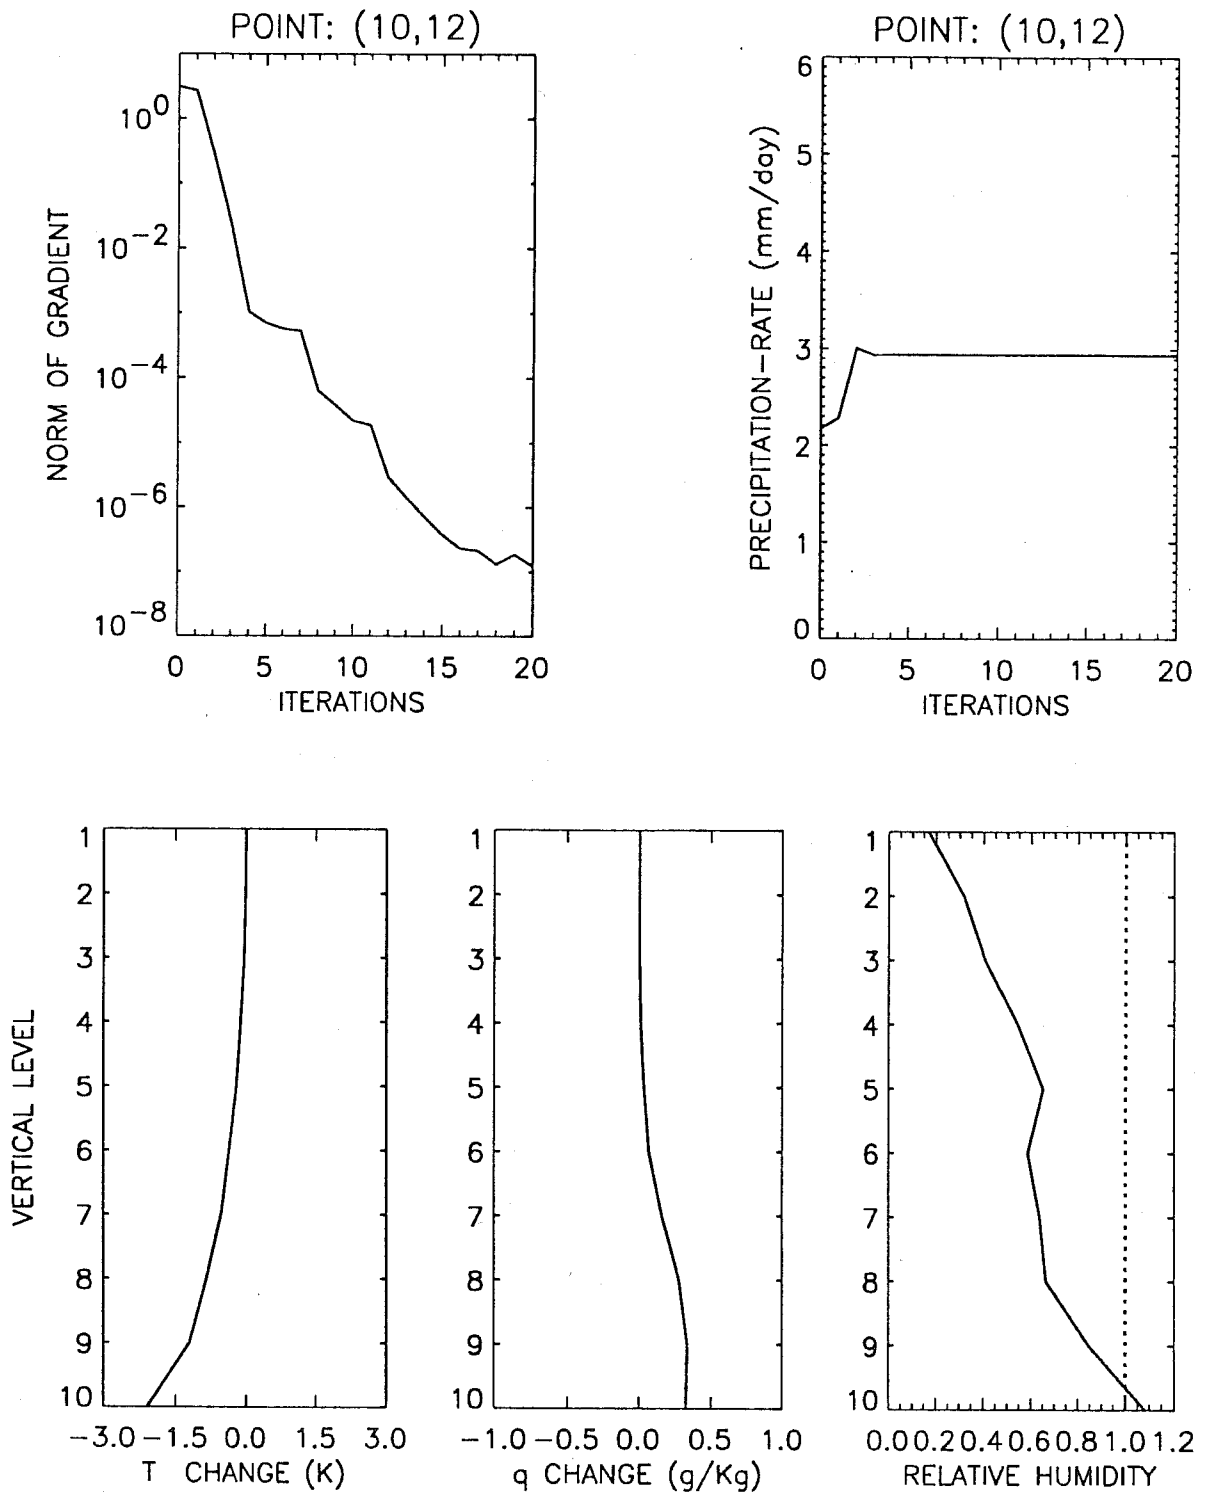 POINT: (10,12)
NORM OF GRADIENT
10^0
10^-2
10^-4
10^-6
10^-8
0 5 10 15 20
ITERATIONS
POINT: (10,12)
PRECIPITATION-RATE (mm/day)
6
5
4
3
2
1
0
0 5 10 15 20
ITERATIONS
VERTICAL LEVEL
1
2
3
4
5
6
7
8
9
10
-3.0 -1.5 0.0 1.5 3.0
T CHANGE (K)
1
2
3
4
5
6
7
8
9
10
-1.0 -0.5 0.0 0.5 1.0
q CHANGE (g/Kg)
1
2
3
4
5
6
7
8
9
10
0.0 0.2 0.4 0.6 0.8 1.0 1.2
RELATIVE HUMIDITY